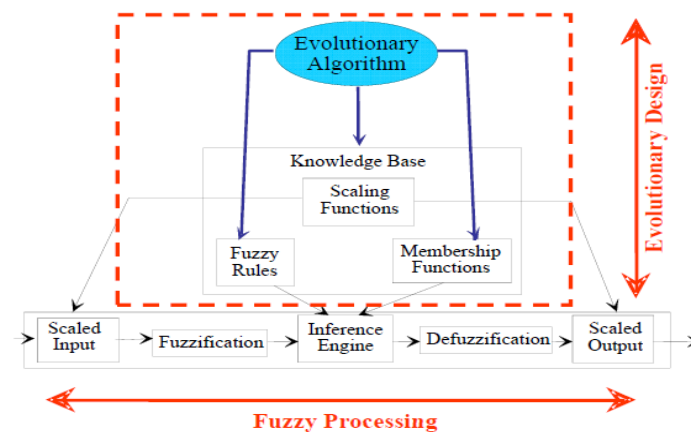 Evolutionary
Algorithm
Knowledge Base
Scaling
Functions
Fuzzy
Rules
Membership
Functions
Scaled
Input
Fuzzification
Inference
Engine
Defuzzification
Scaled
Output
Evolutionary Design
Fuzzy Processing